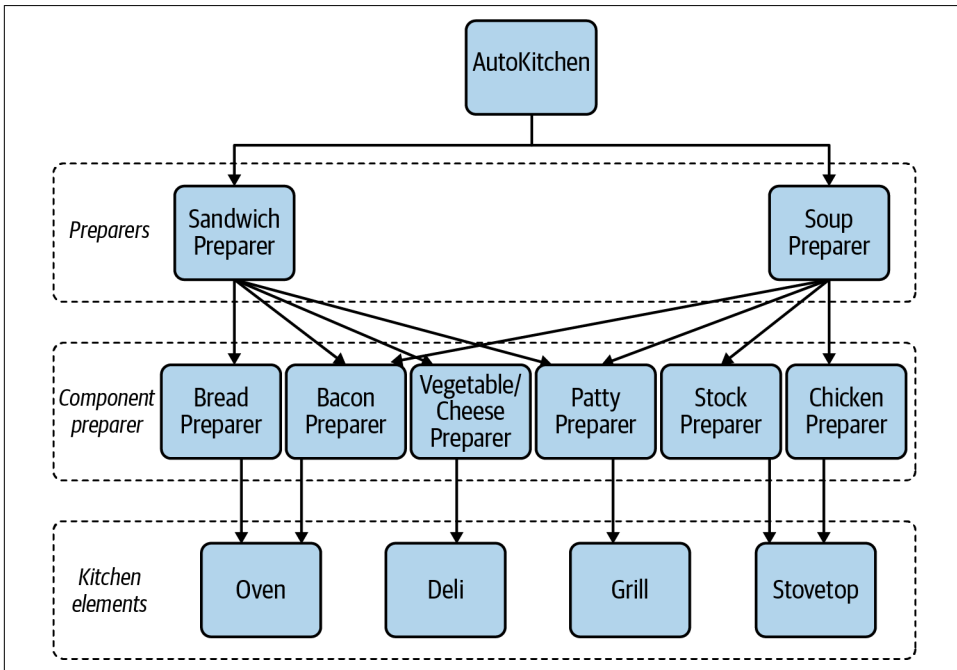 AutoKitchen
Preparers
Sandwich
Preparer
Soup
Preparer
Component
preparer
Bread
Preparer
Bacon
Preparer
Vegetable/
Cheese
Preparer
Patty
Preparer
Stock
Preparer
Chicken
Preparer
Kitchen
elements
Oven
Deli
Grill
Stovetop